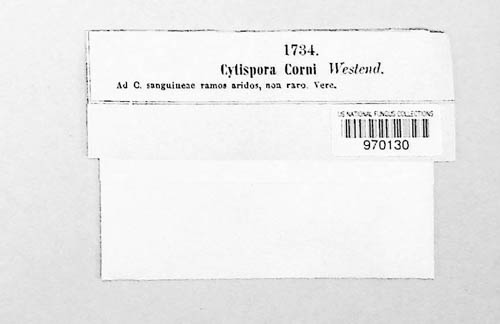 1734.
Cytispora Corni Westend.
Ad C. sanguineae ramos aridos, non raro. Vere.
US NATIONAL FUNGUS COLLECTIONS
970130